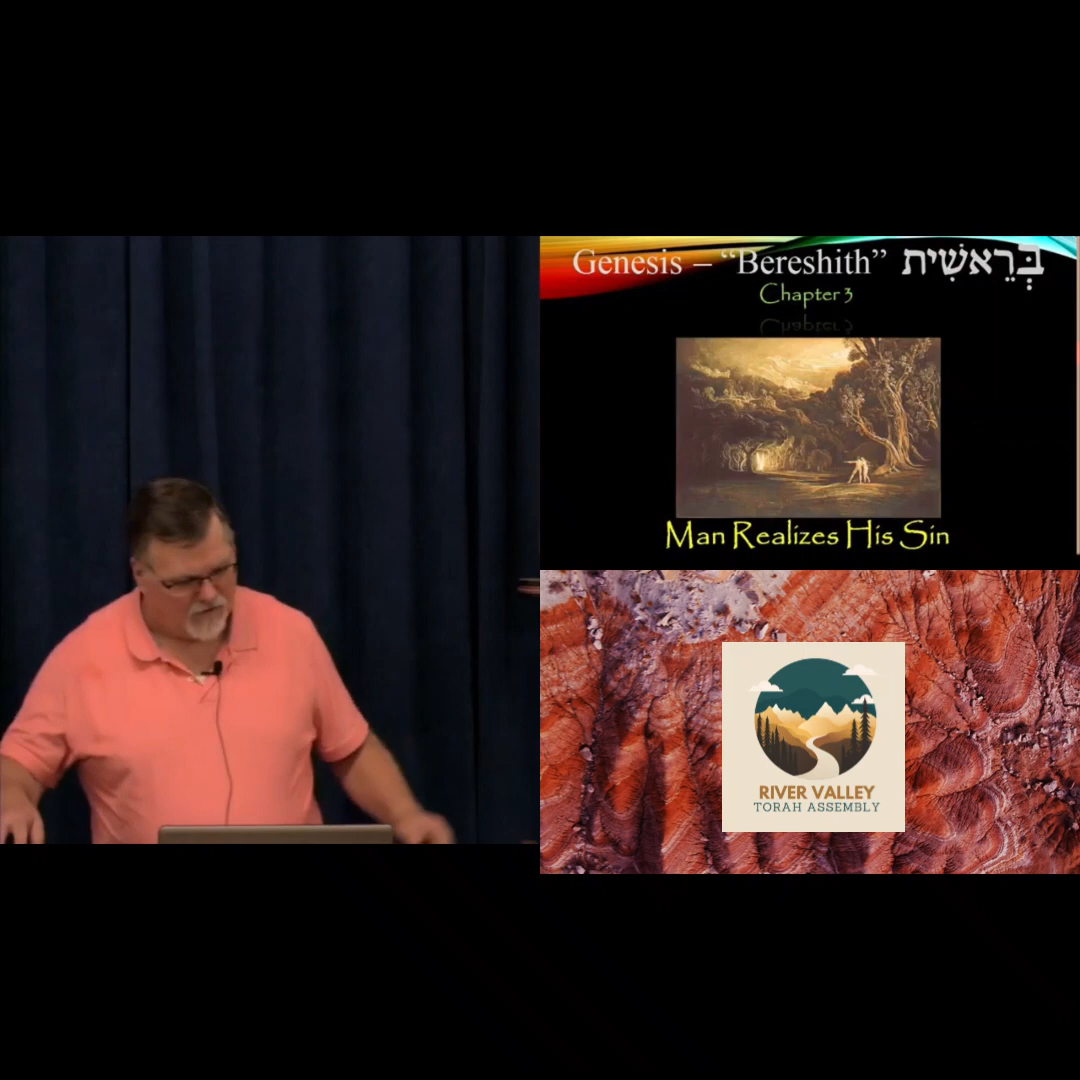 Genesis – “Bereshith” בְּרֵאשִׁית
Chapter 3
Man Realizes His Sin
RIVER VALLEY
TORAH ASSEMBLY